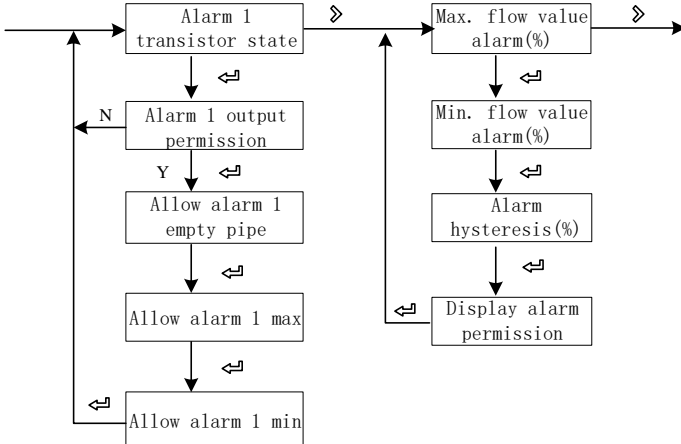 Alarm 1
transistor state
Max. flow value
alarm(%)
N
Alarm 1 output
permission
Min. flow value
alarm(%)
Y
Allow alarm 1
empty pipe
Alarm
hysteresis(%)
Allow alarm 1 max
Display alarm
permission
Allow alarm 1 min